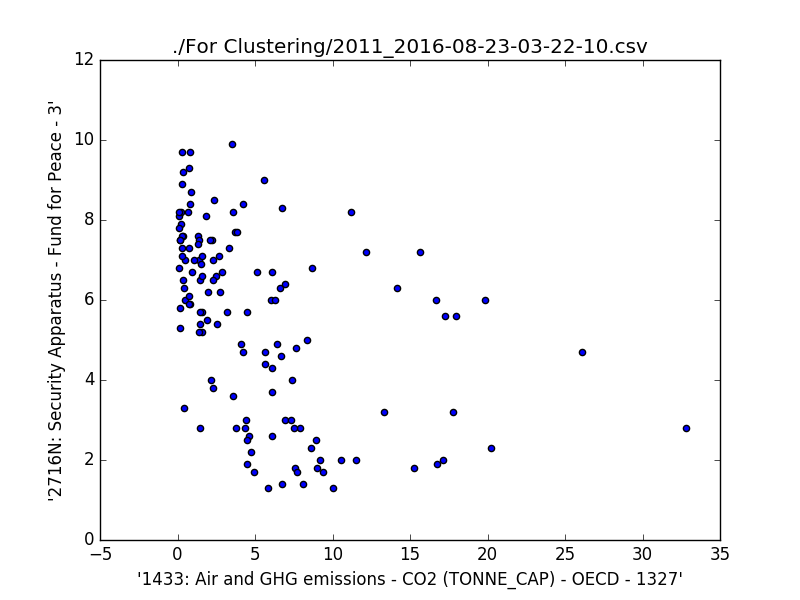 ./For Clustering/2011_2016-08-23-03-22-10.csv
12
10
8
6
4
2
0
'2716N: Security Apparatus - Fund for Peace - 3'
−5 0 5 10 15 20 25 30 35
'1433: Air and GHG emissions - CO2 (TONNE_CAP) - OECD - 1327'